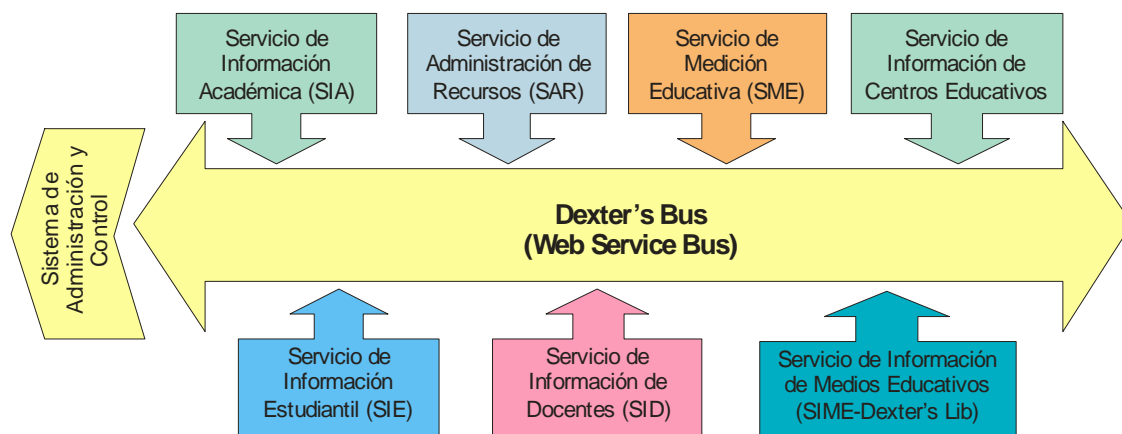 Servicio de
Información
Académica (SIA)
Servicio de
Administración de
Recursos (SAR)
Servicio de
Medición
Educativa (SME)
Servicio de
Información de
Centros Educativos
Sistema de
Administración y
Control
Dexter's Bus
(Web Service Bus)
Servicio de
Información
Estudiantil (SIE)
Servicio de
Información de
Docentes (SID)
Servicio de Información
de Medios Educativos
(SIME-Dexter's Lib)